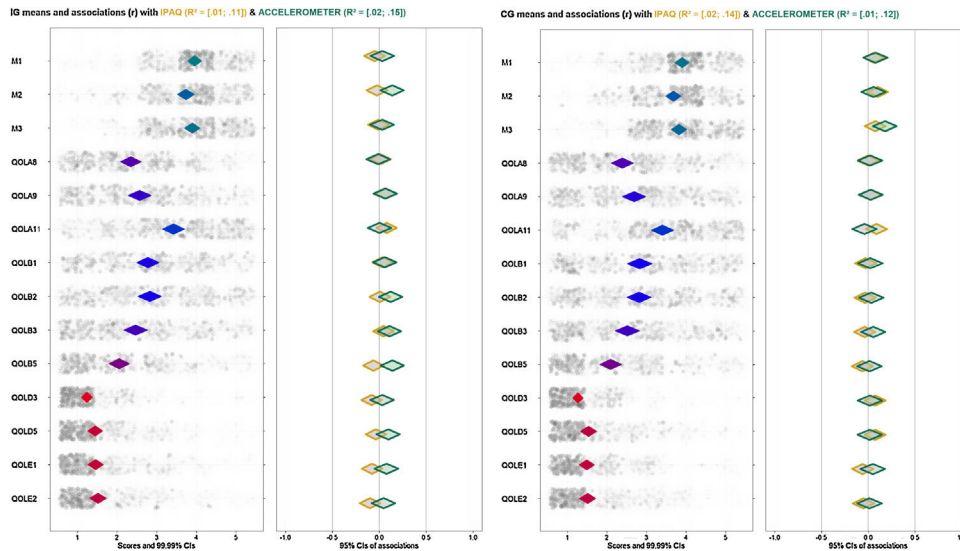 IG means and associations (r) with IPAQ (R² = [.01; .11]) & ACCELEROMETER (R² = [.02; .15])
M1
M2
M3
QOLA8
QOLA9
QOLA11
QOLB1
QOLB2
QOLB3
QOLB5
QOLD3
QOLD5
QOLE1
QOLE2
1 2 3 4 5
Scores and 99.99% CIs
-1.0 -0.5 0 0.5 1.0
95% CIs of associations
CG means and associations (r) with IPAQ (R² = [.02; .14]) & ACCELEROMETER (R² = [.01; .12])
M1
M2
M3
QOLA8
QOLA9
QOLA11
QOLB1
QOLB2
QOLB3
QOLB5
QOLD3
QOLD5
QOLE1
QOLE2
1 2 3 4 5
Scores and 99.99% CIs
-1.0 -0.5 0 0.5
95% CIs of associations